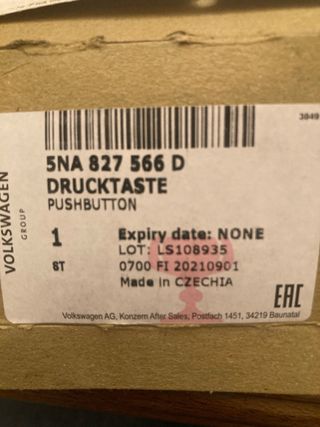 3849
5NA 827 566 D
DRUCKTASTE
PUSHBUTTON
VOLKSWAGEN
GROUP
1
ST
Expiry date: NONE
LOT: LS108935
0700 FI 20210901
Made in CZECHIA
EAC
Volkswagen AG, Konzern After Sales, Postfach 1451, 34219 Baunatal